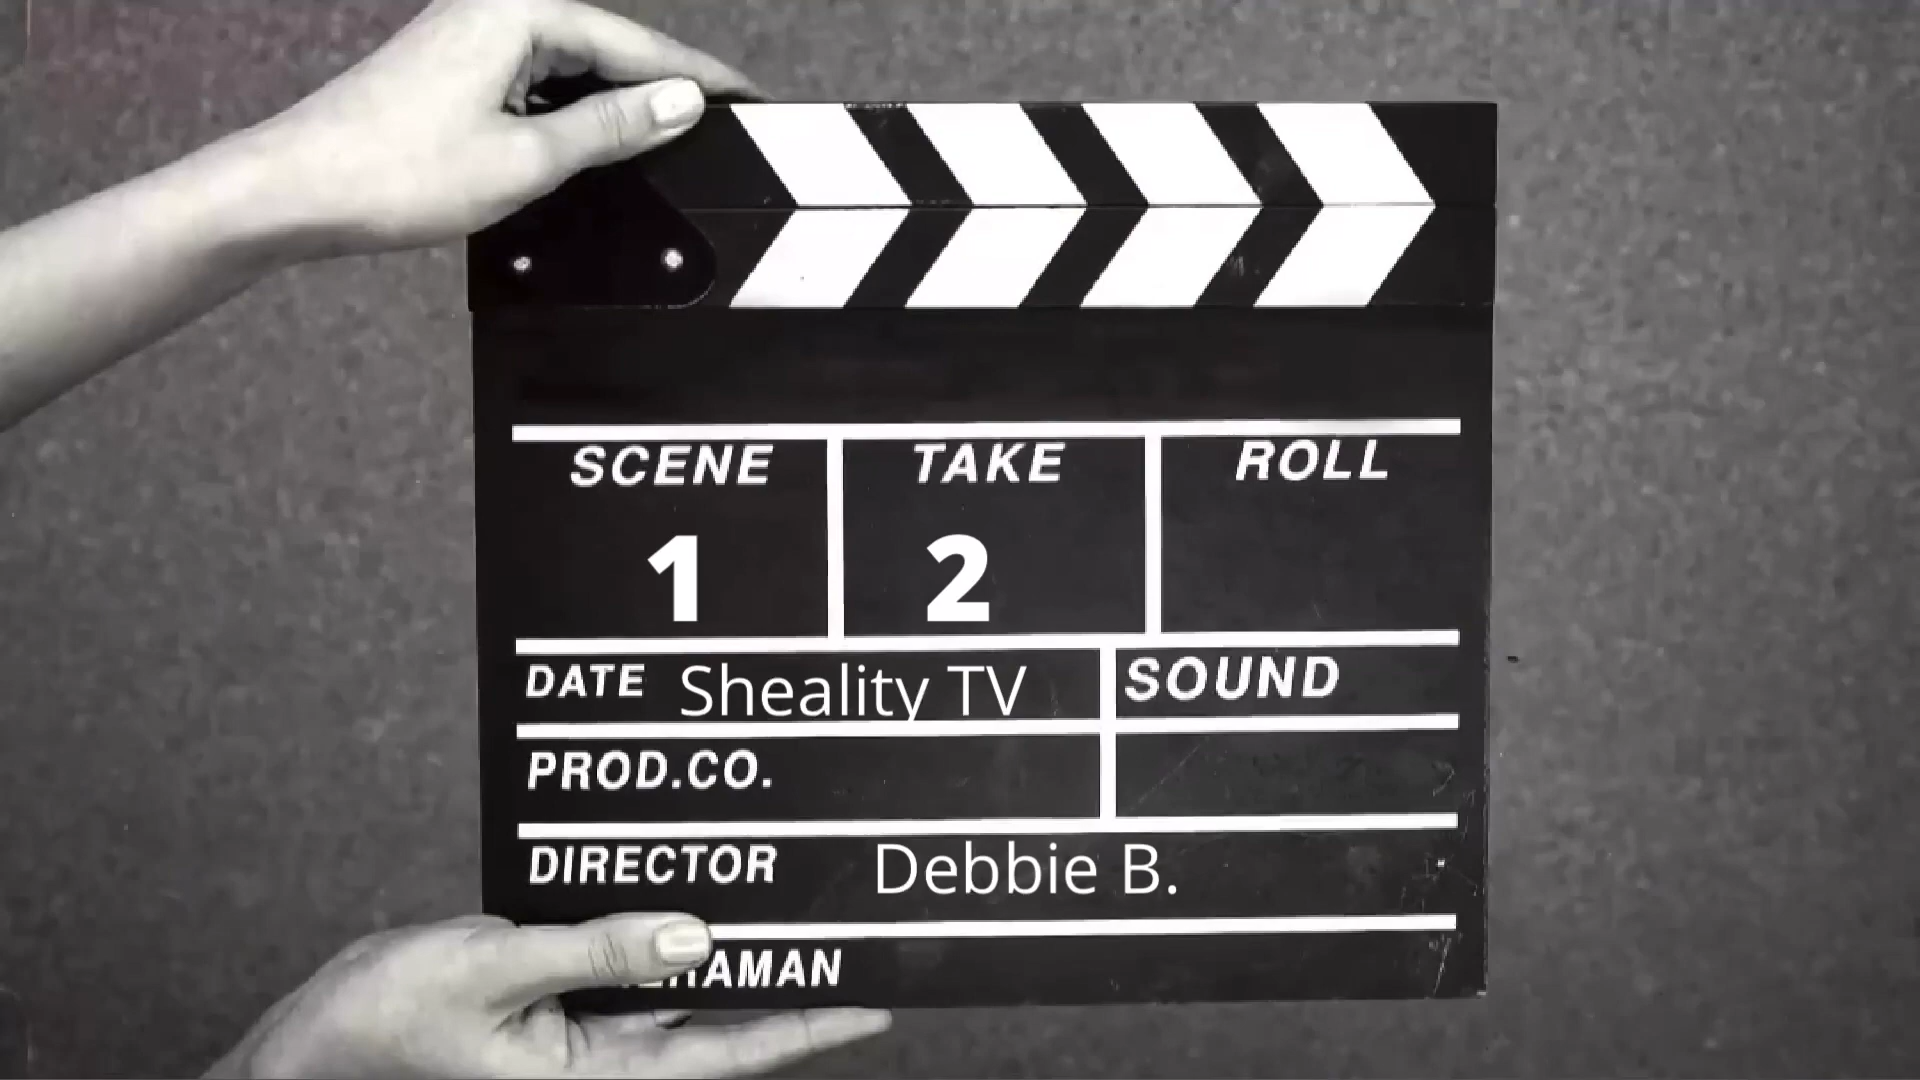 SCENE TAKE ROLL
1 2
DATE Sheality TV SOUND
PROD.CO.
DIRECTOR Debbie B.